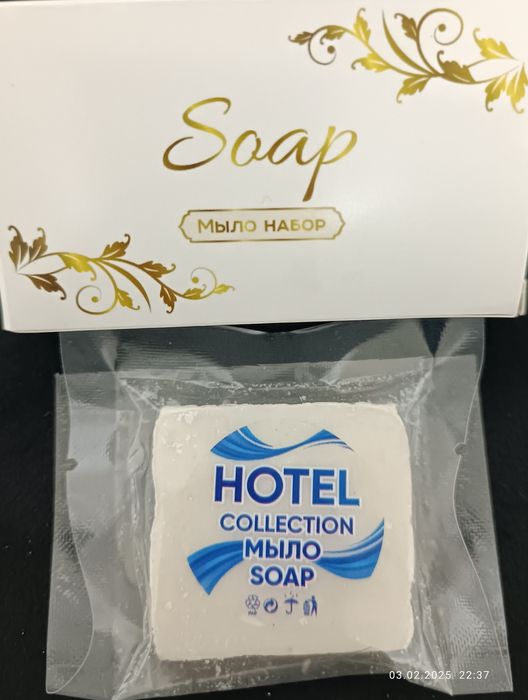 Soap
Мыло набор
HOTEL
COLLECTION
МЫЛО
SOAP
03.02.2025 22:37